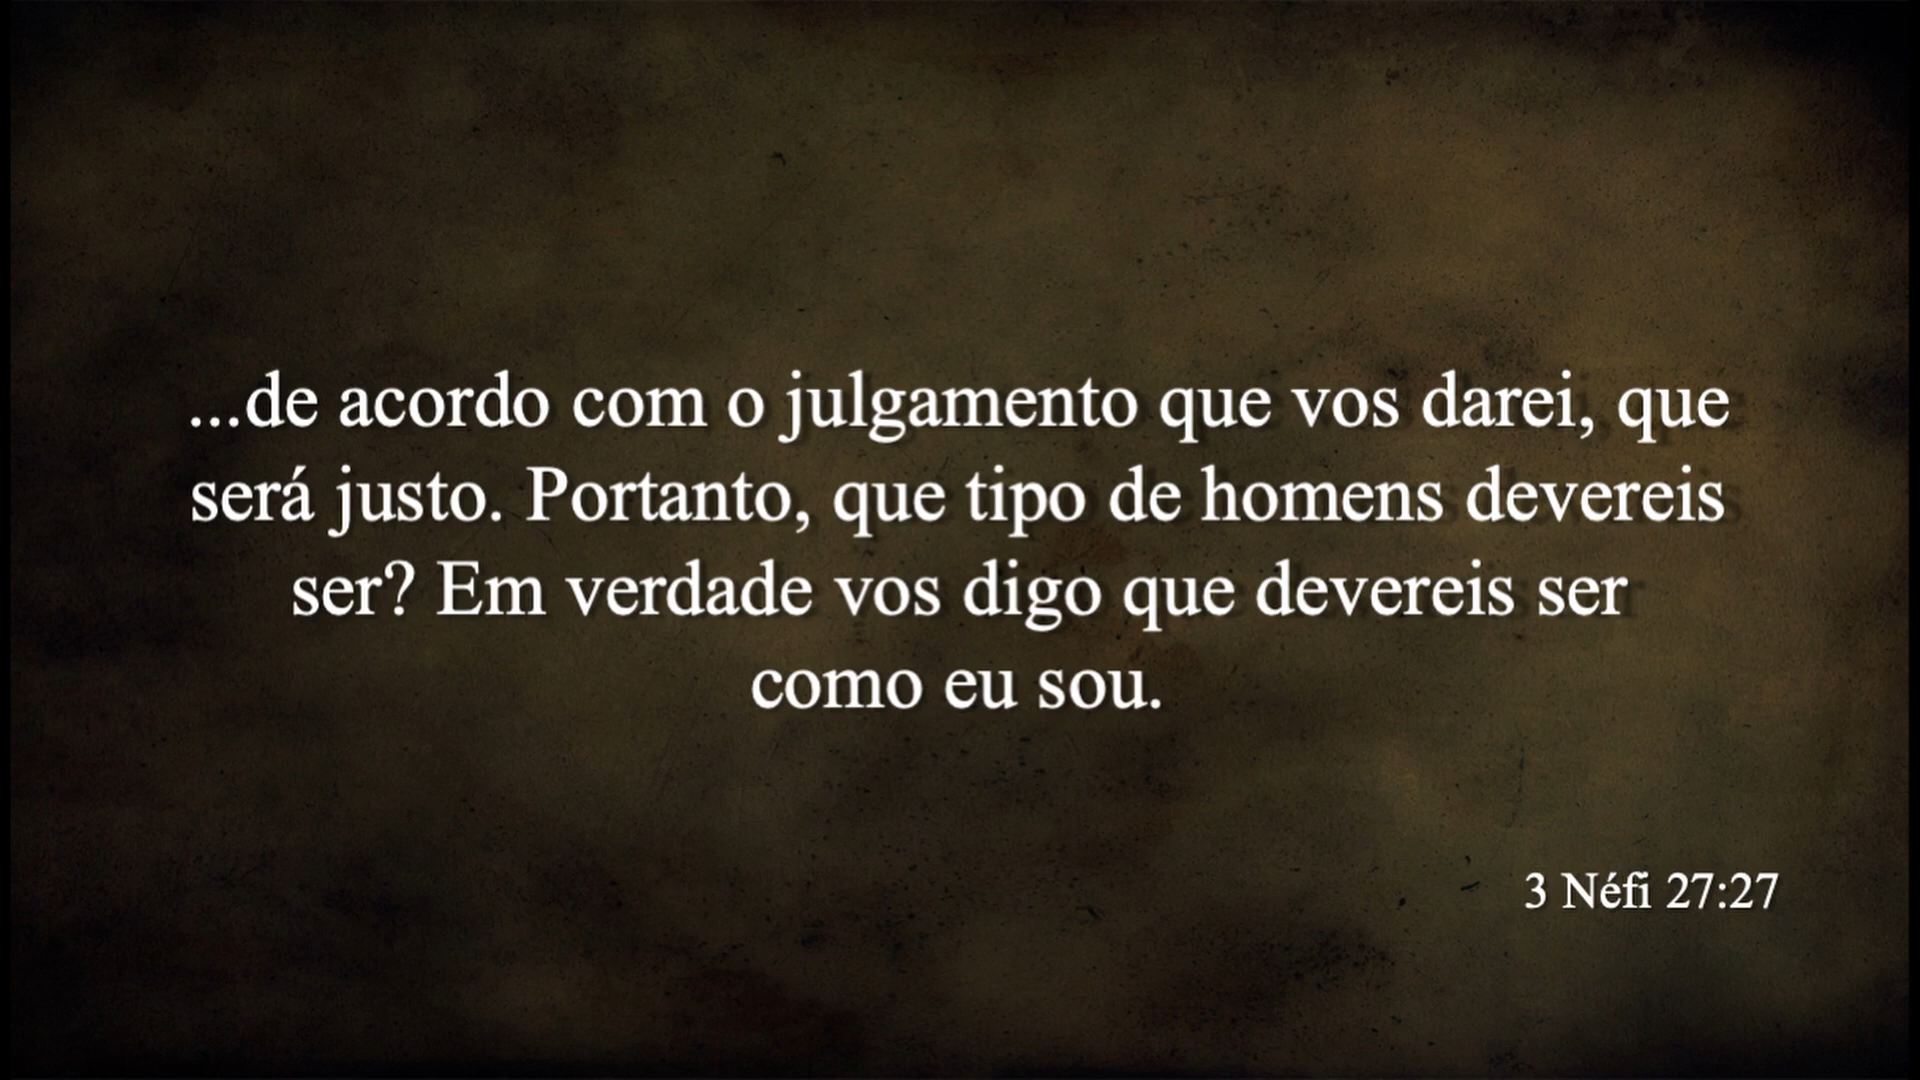 ...de acordo com o julgamento que vos darei, que
será justo. Portanto, que tipo de homens devereis
ser? Em verdade vos digo que devereis ser
como eu sou.
3 Néfi 27:27